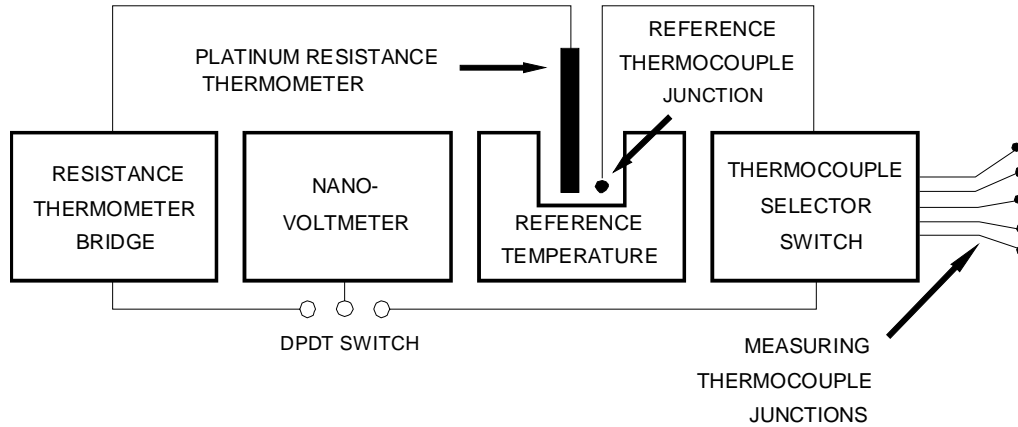 PLATINUM RESISTANCE
THERMOMETER
REFERENCE
THERMOCOUPLE
JUNCTION
RESISTANCE
THERMOMETER
BRIDGE
NANO-
VOLTMETER
REFERENCE
TEMPERATURE
THERMOCOUPLE
SELECTOR
SWITCH
DPDT SWITCH
MEASURING
THERMOCOUPLE
JUNCTIONS